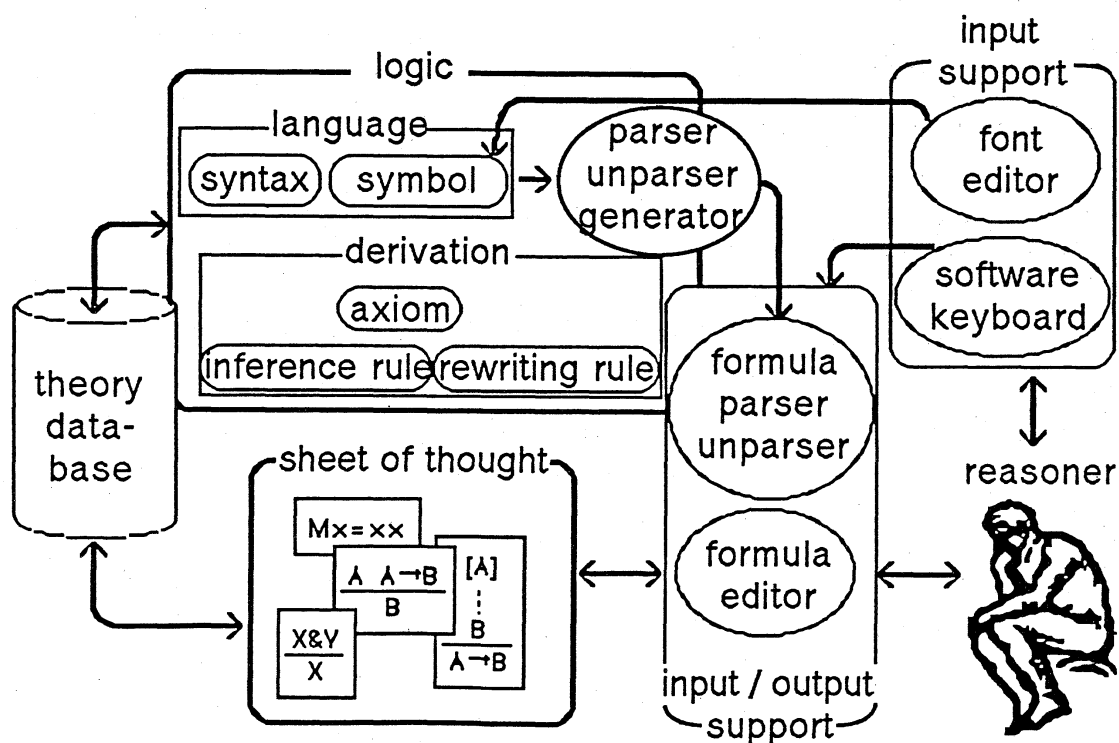 input
support
logic
language
syntax
symbol
parser
unparser
generator
font
editor
derivation
axiom
inference rule
rewriting rule
software
keyboard
theory
data-
base
formula
parser
unparser
sheet of thought
reasoner
Mx=xx
A A→B
B
[A]
B
A→B
X&Y
X
formula
editor
input / output
support